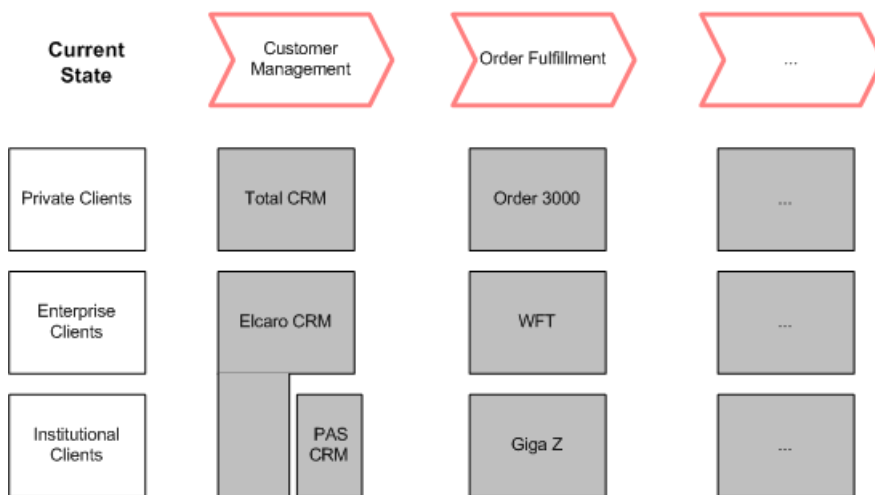 Current
State
Customer
Management
Order Fulfillment
...
Private Clients
Total CRM
Order 3000
...
Enterprise
Clients
Elcaro CRM
WFT
...
Institutional
Clients
PAS
CRM
Giga Z
...